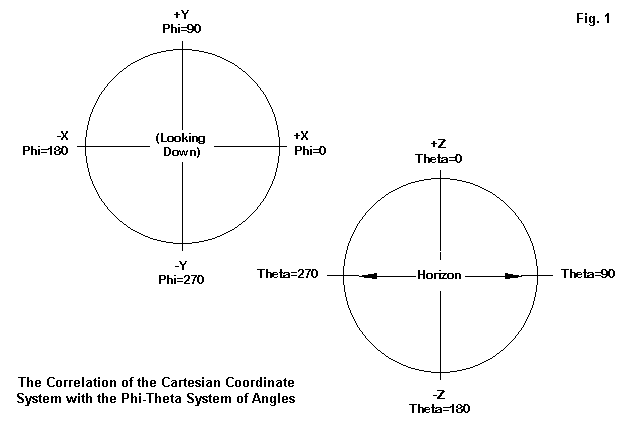 Fig. 1
+Y
Phi=90
-X
Phi=180
(Looking
Down)
+X
Phi=0
-Y
Phi=270
+Z
Theta=0
Theta=270
Horizon
Theta=90
-Z
Theta=180
The Correlation of the Cartesian Coordinate
System with the Phi-Theta System of Angles